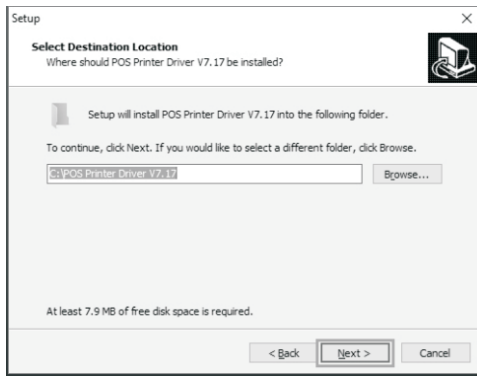 Setup
Select Destination Location
Where should POS Printer Driver V7.17 be installed?
Setup will install POS Printer Driver V7.17 into the following folder.
To continue, click Next. If you would like to select a different folder, click Browse.
C:\POS Printer Driver V7.17
Browse...
At least 7.9 MB of free disk space is required.
< Back
Next >
Cancel